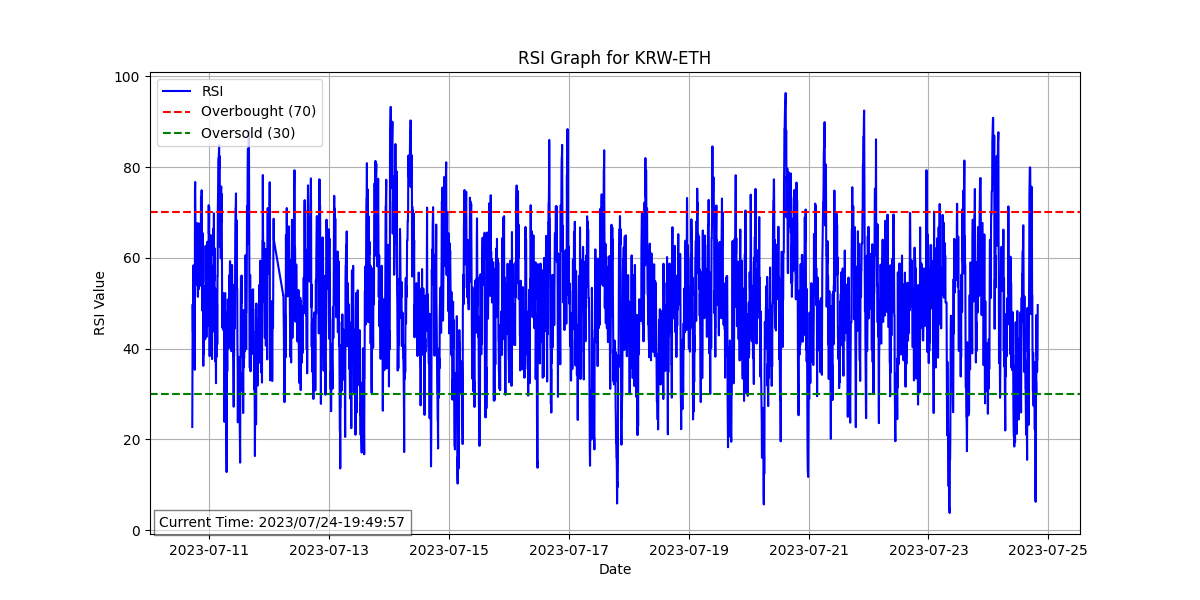 RSI Graph for KRW-ETH
100
80
60
40
20
0
RSI Value
RSI
Overbought (70)
Oversold (30)
Current Time: 2023/07/24-19:49:57
2023-07-11 2023-07-13 2023-07-15 2023-07-17 2023-07-19 2023-07-21 2023-07-23 2023-07-25
Date